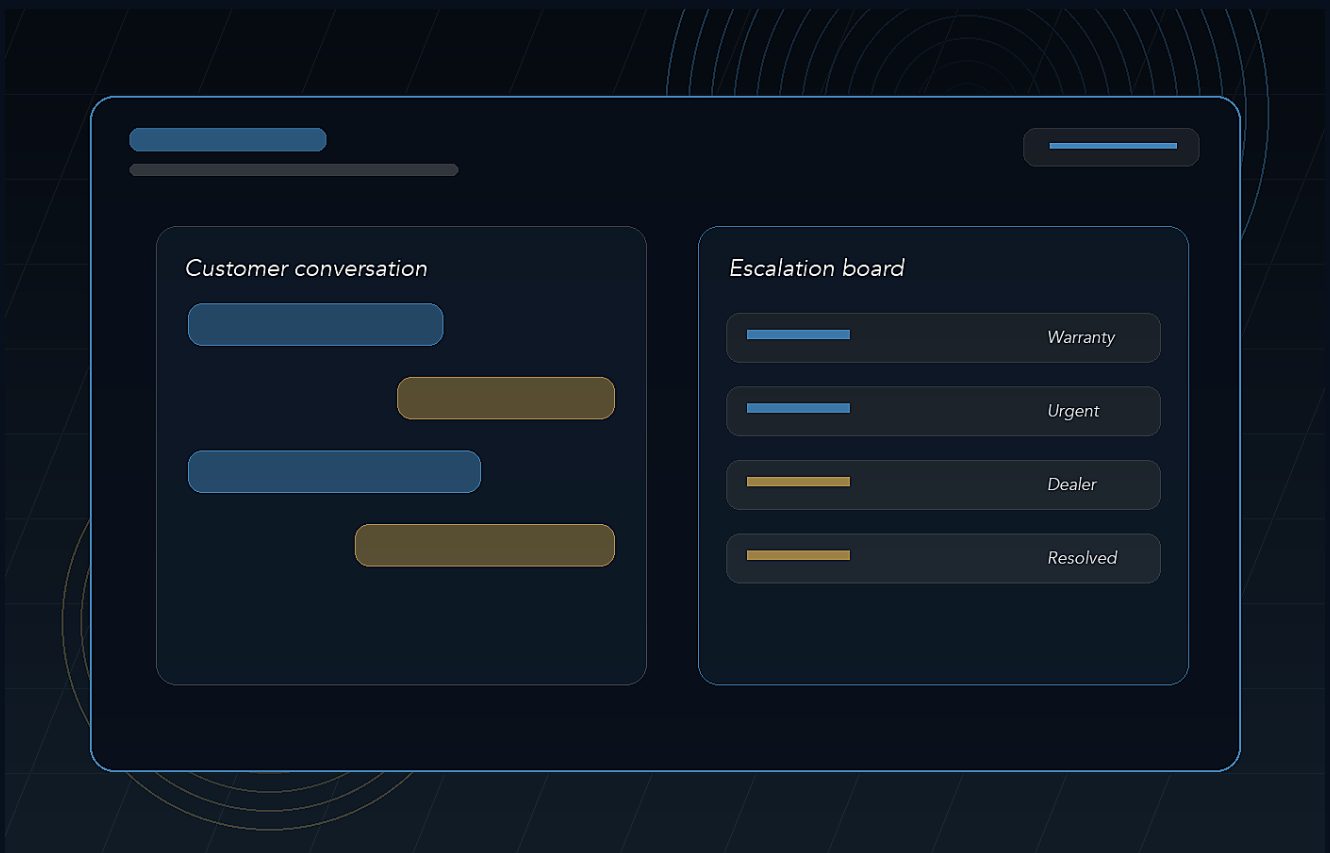 Customer conversation
Escalation board
Warranty
Urgent
Dealer
Resolved